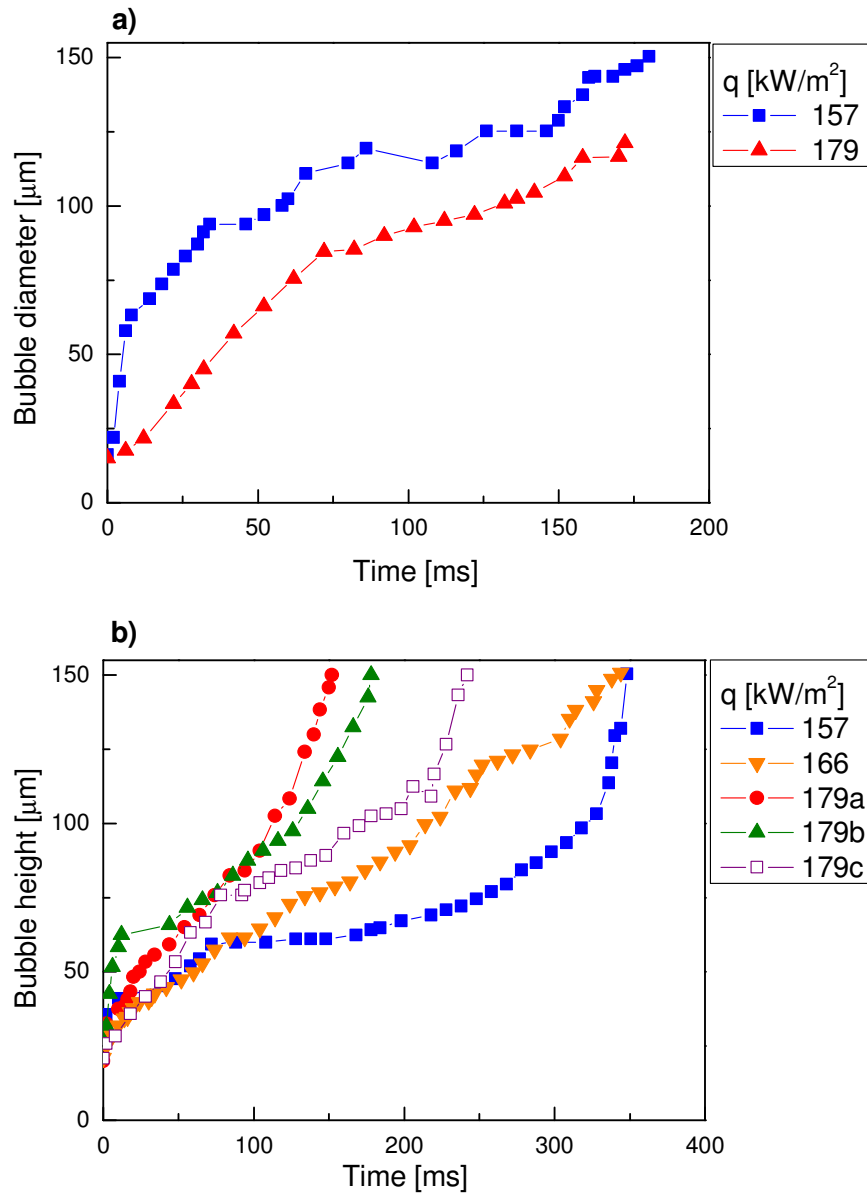 a)
150
100
50
0
0 50 100 150 200
Bubble diameter [μm]
Time [ms]
q [kW/m²]
157
179
b)
150
100
50
0
0 100 200 300 400
Bubble height [μm]
Time [ms]
q [kW/m²]
157
166
179a
179b
179c